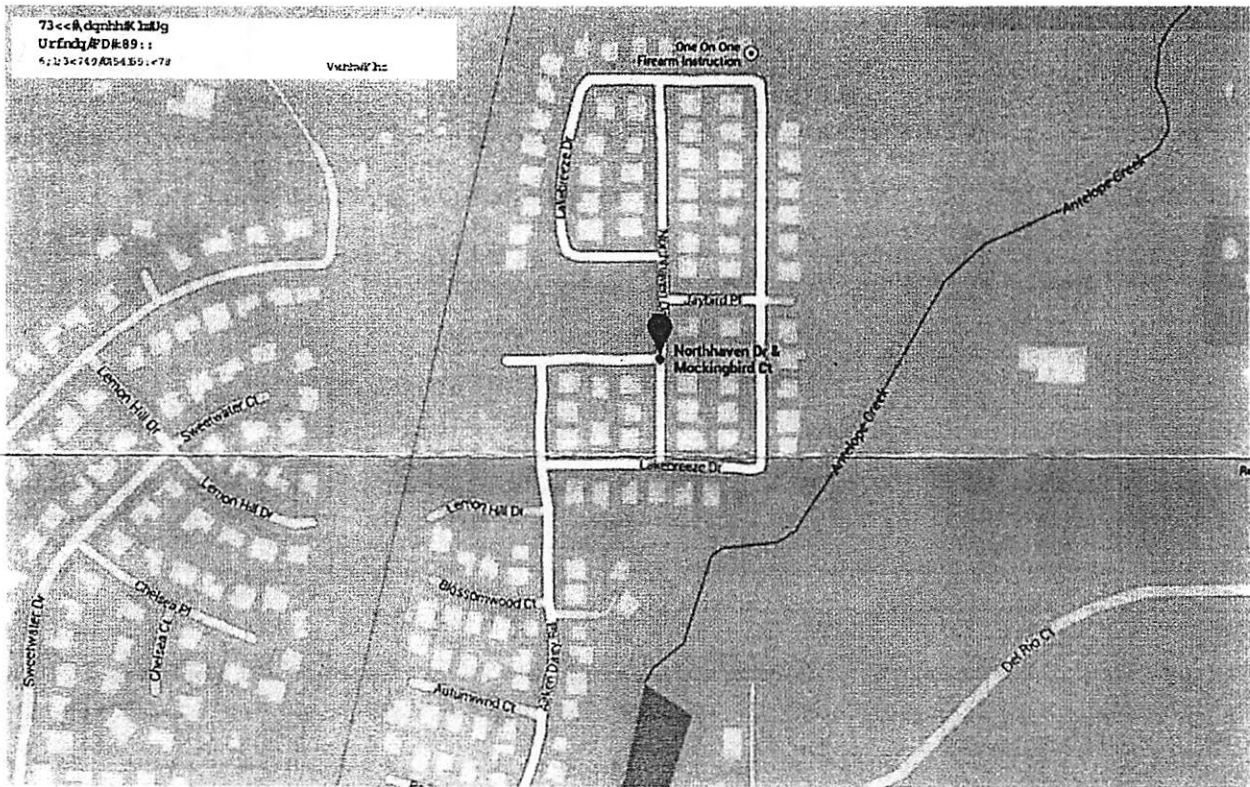 One On One
Firearm Instruction
Lakebreeze Dr
Antelope Creek
Jaybird Pl
Northhaven Dr &
Mockingbird Ct
Lemon Hill Dr
Sweetwater Ct
Antelope Creek
Lakebreeze Dr
Lemon Hill Dr
Lemon Hill Dr
Blossomwood Ct
Chelsea Pl
Chelsea Ct
Sweetwater Dr
Del Rio Ct
Autumnwind Ct